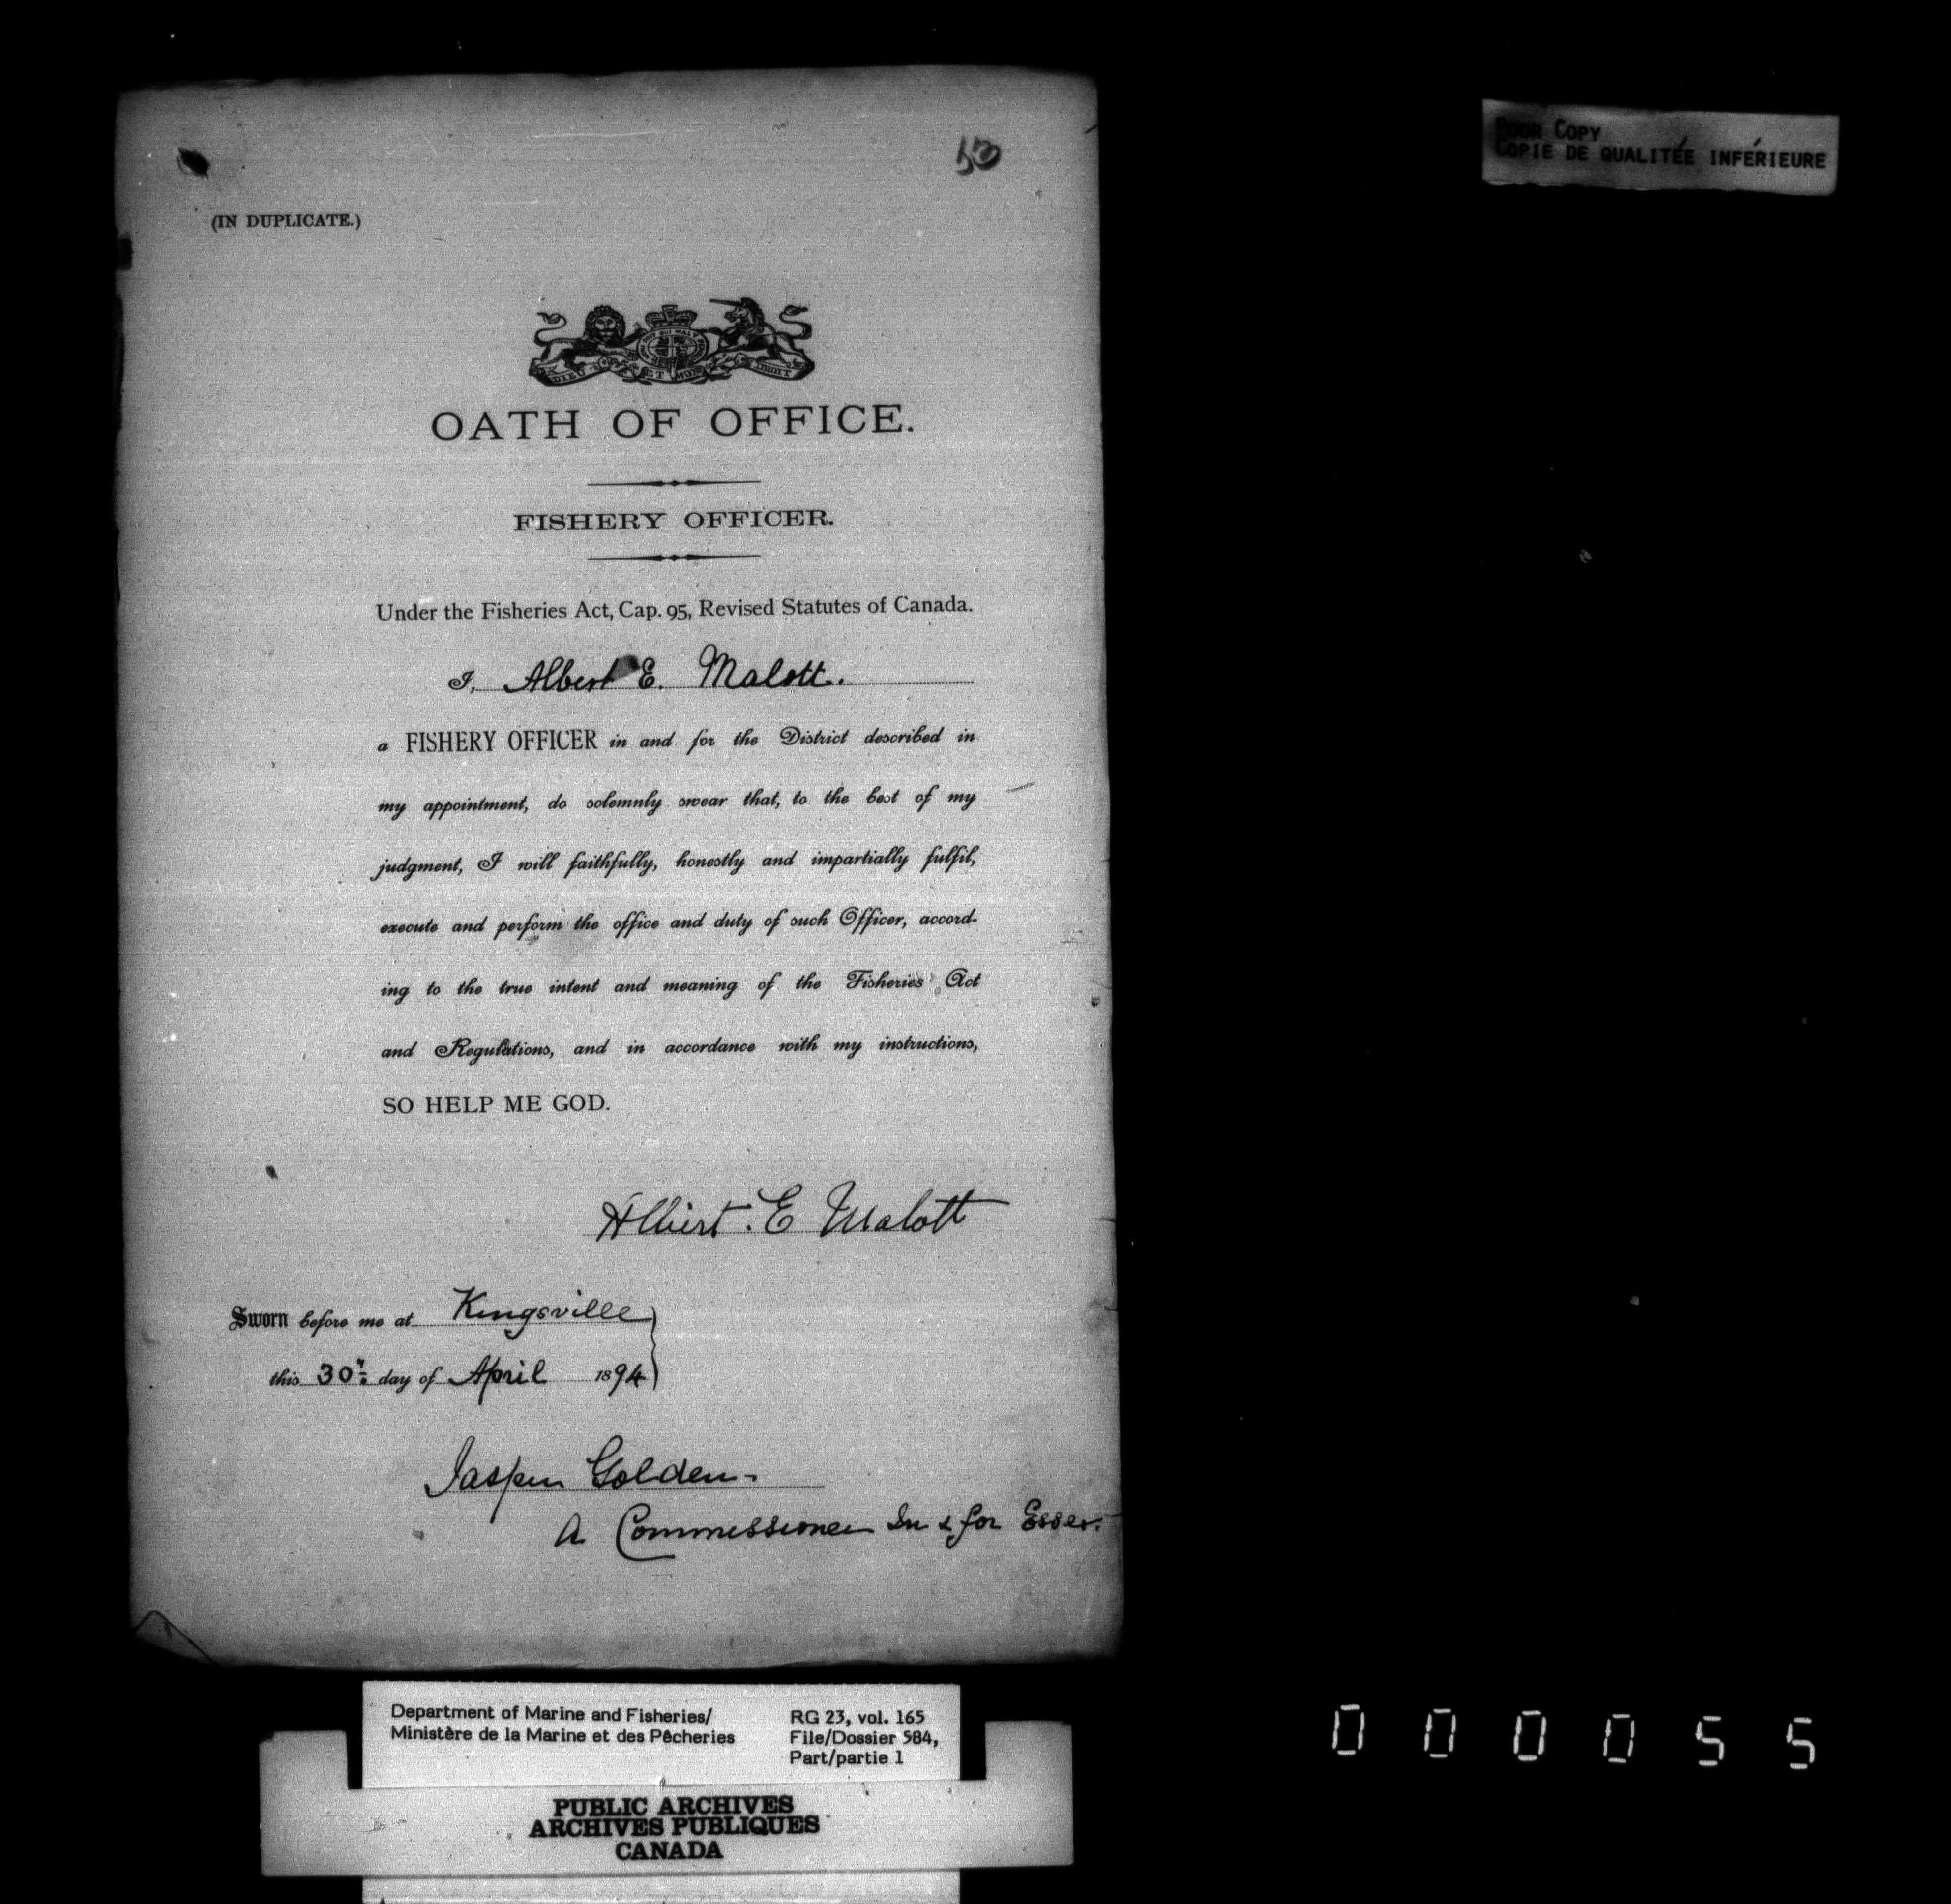 53
(IN DUPLICATE.)
DIEU ET MON DROIT
OATH OF OFFICE.
FISHERY OFFICER.
Under the Fisheries Act, Cap. 95, Revised Statutes of Canada.
I, Albert E. Malott.
a FISHERY OFFICER in and for the District described in
my appointment, do solemnly swear that, to the best of my
judgment, I will faithfully, honestly and impartially fulfil,
execute and perform the office and duty of such Officer, accord-
ing to the true intent and meaning of the Fisheries Act
and Regulations, and in accordance with my instructions,
SO HELP ME GOD.
Albert. E Malott
Sworn before me at Kingsville
this 30th day of April 1894
Jasper Golden-
A Commissioner In & for Essex.
Department of Marine and Fisheries/
Ministère de la Marine et des Pêcheries
RG 23, vol. 165
File/Dossier 584,
Part/partie 1
PUBLIC ARCHIVES
ARCHIVES PUBLIQUES
CANADA
POOR COPY
COPIE DE QUALITÉE INFÉRIEURE
000055